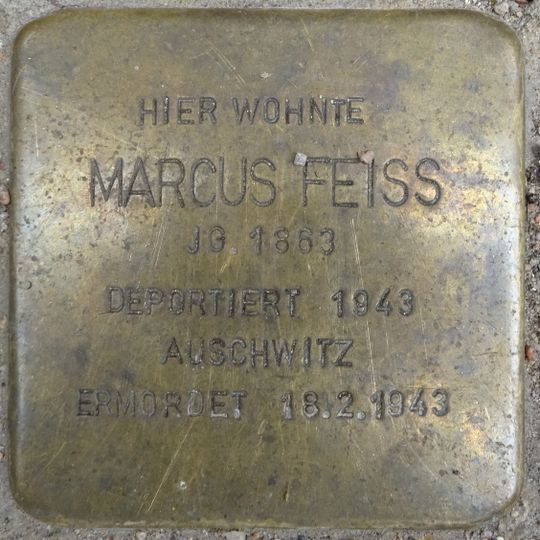 HIER WOHNTE
MARCUS FEISS
JG. 1863
DEPORTIERT 1943
AUSCHWITZ
ERMORDET 18.2.1943